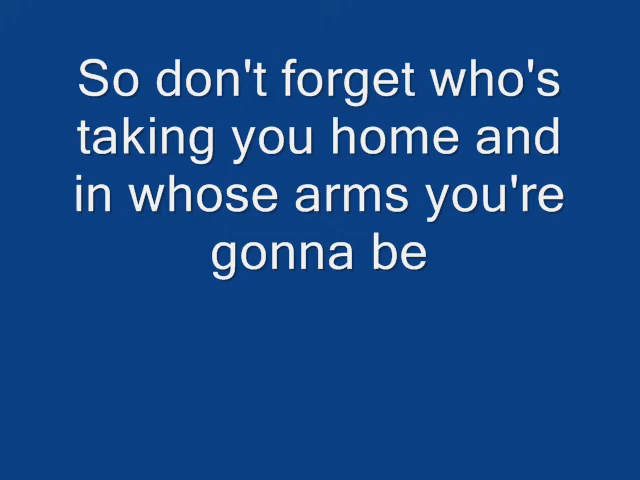 So don't forget who's
taking you home and
in whose arms you're
gonna be